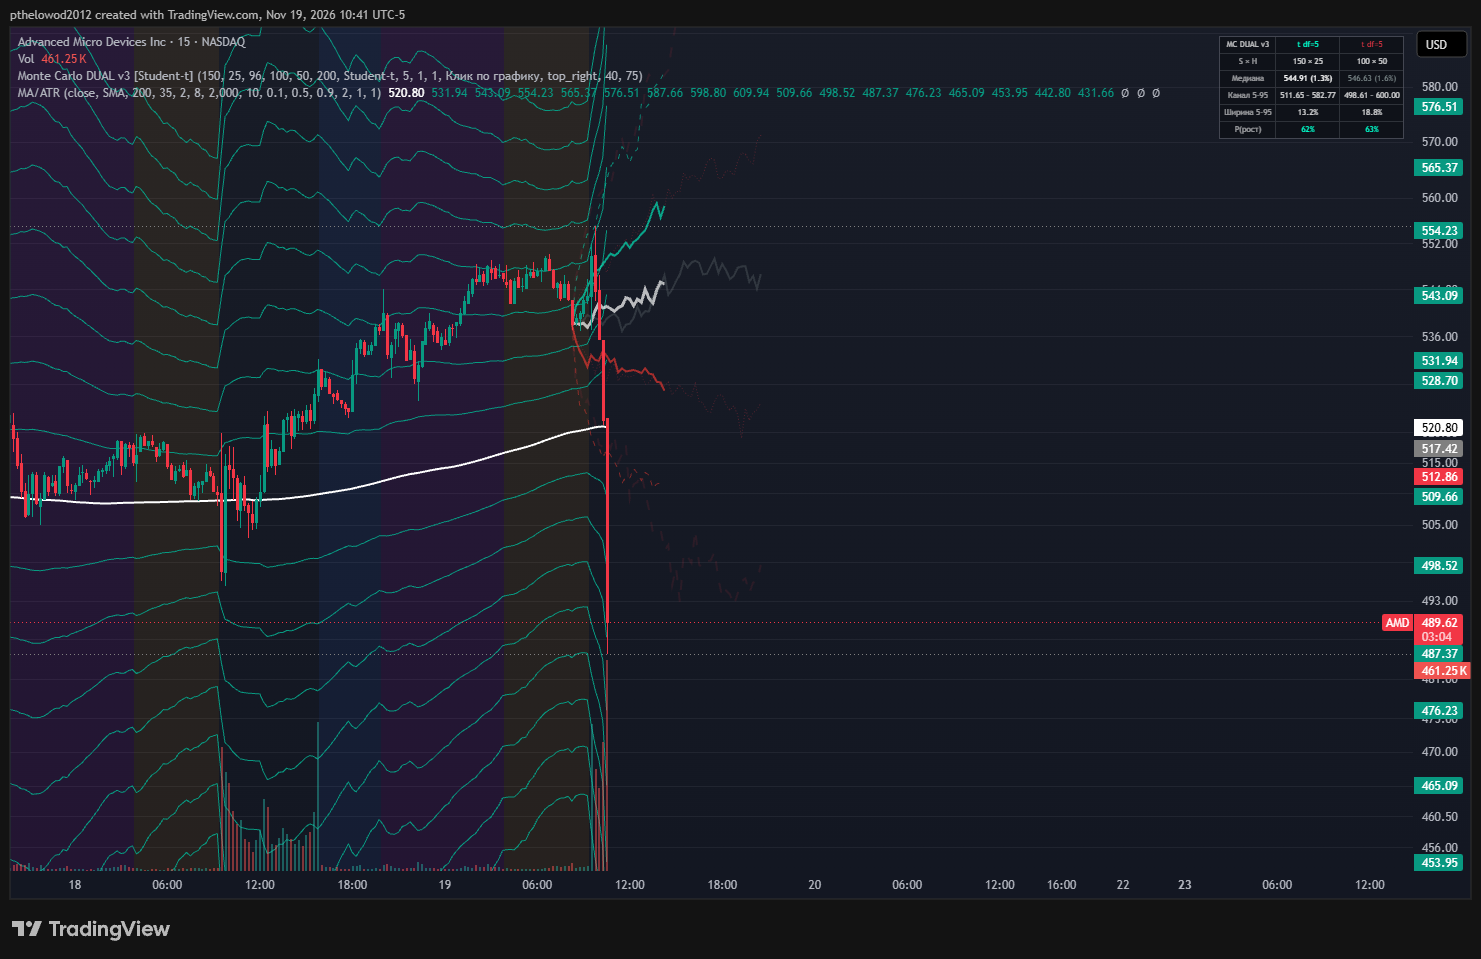 pthelowod2012 created with TradingView.com, Nov 19, 2026 10:41 UTC-5
Advanced Micro Devices Inc · 15 · NASDAQ
Vol 461.25 K
Monte Carlo DUAL v3 [Student-t] (150, 25, 96, 100, 50, 200, Student-t, 5, 1, 1, Клик по графику, top_right, 40, 75)
MA/ATR (close, SMA, 200, 35, 2, 8, 2,000, 10, 0.1, 0.5, 0.9, 2, 1, 1) 520.80 531.94 543.09 554.23 565.37 576.51 587.66 598.80 609.94 509.66 498.52 487.37 476.23 465.09 453.95 442.80 431.66 Ø Ø Ø
MC DUAL v3 t df=5 t df=5
S × H 150 × 25 100 × 50
Медиана 544.91 (1.3%) 546.63 (1.6%)
Канал 5-95 511.65 - 582.77 498.61 - 600.00
Ширина 5-95 13.2% 18.8%
P(рост) 62% 63%
USD
580.00
576.51
570.00
565.37
560.00
554.23
552.00
543.09
536.00
531.94
528.70
520.80
517.42
515.00
512.86
509.66
505.00
498.52
493.00
AMD 489.62
03:04
487.37
461.25 K
481.00
476.23
475.00
470.00
465.09
460.50
456.00
453.95
18 06:00 12:00 18:00 19 06:00 12:00 18:00 20 06:00 12:00 16:00 22 23 06:00 12:00
TradingView